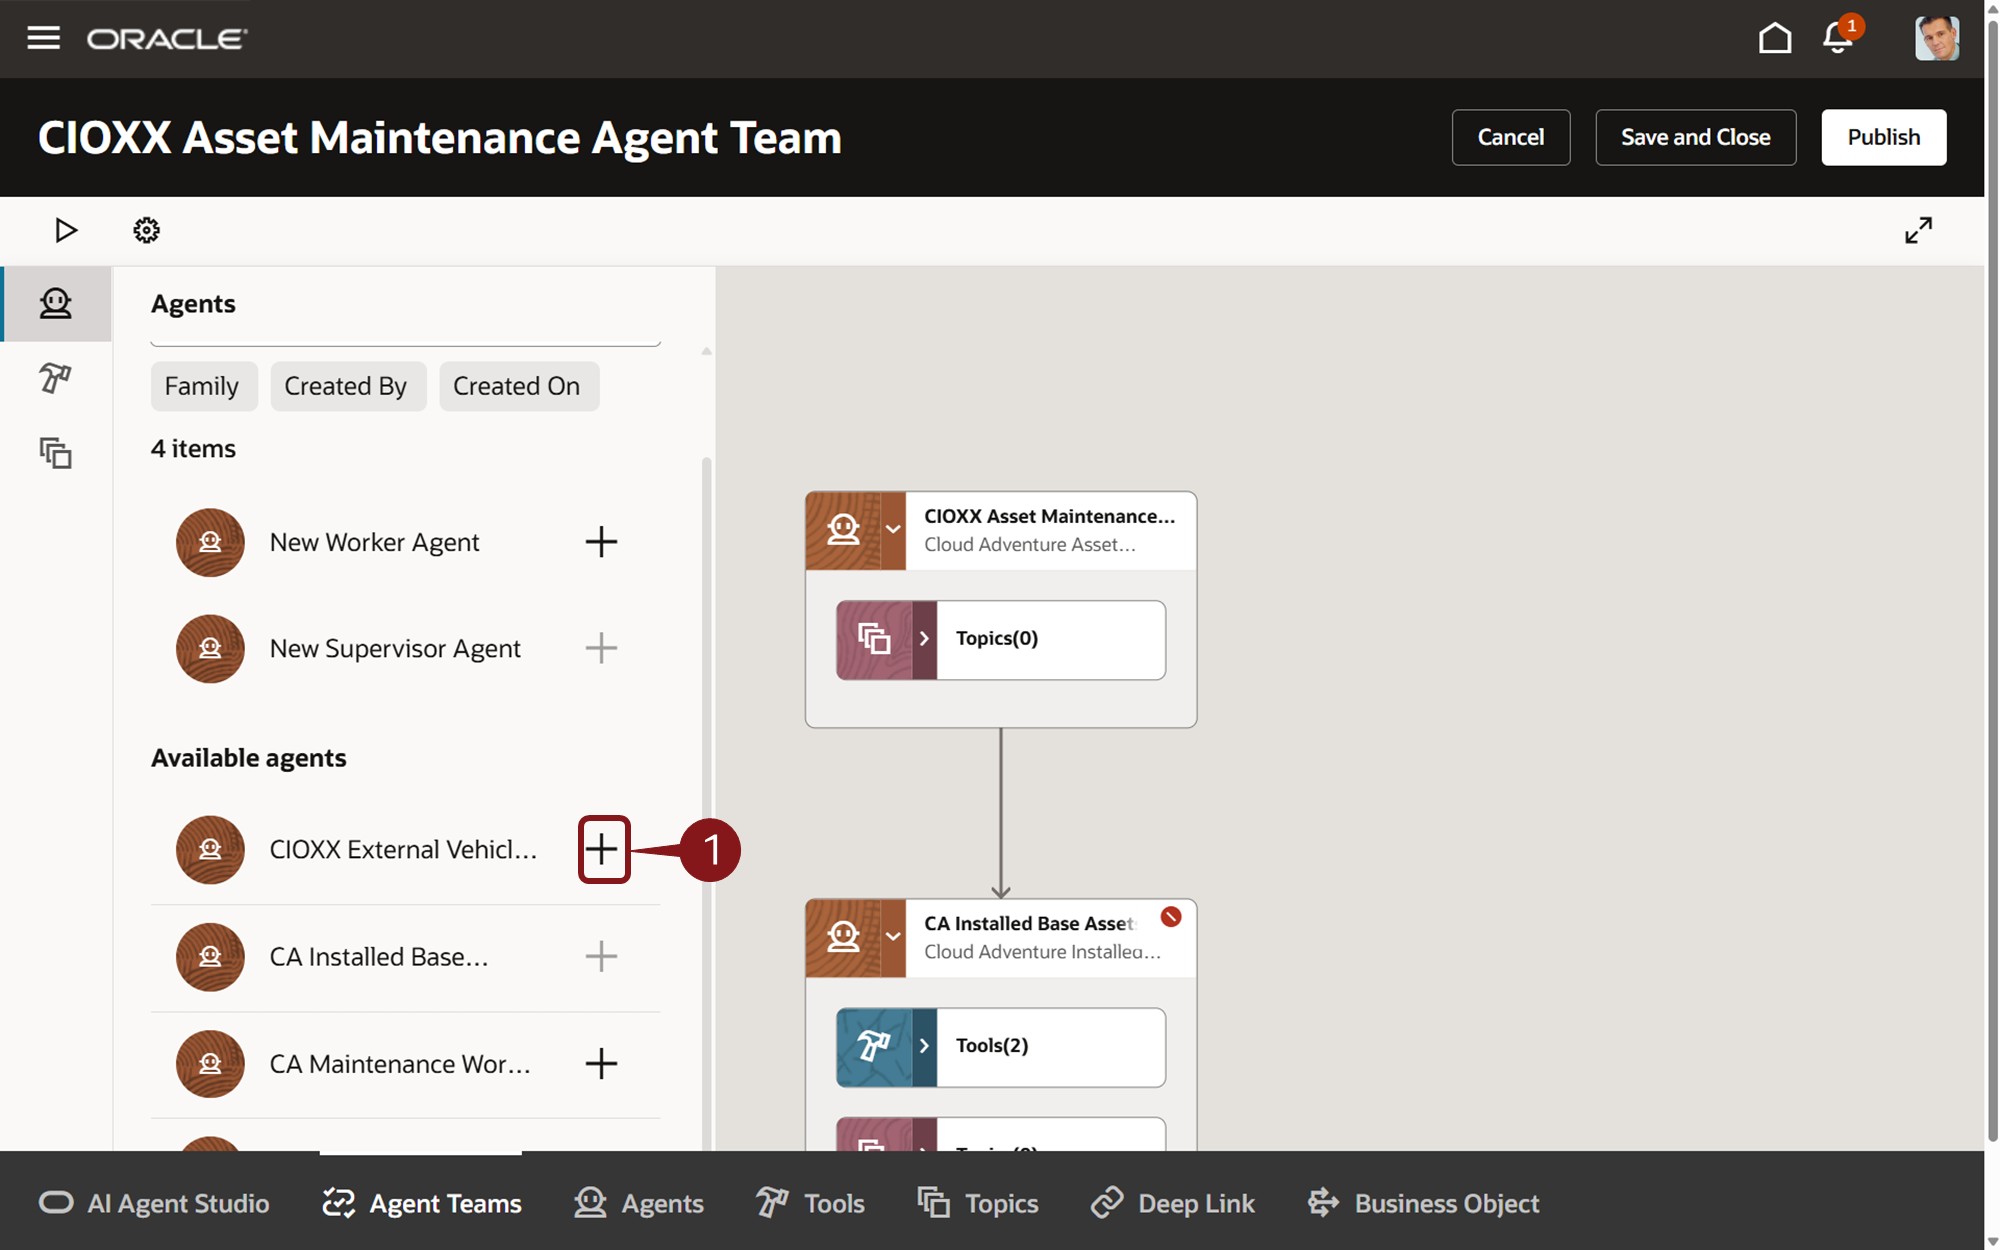 ORACLE
1
CIOXX Asset Maintenance Agent Team
Cancel
Save and Close
Publish
Agents
Family
Created By
Created On
4 items
New Worker Agent
New Supervisor Agent
Available agents
CIOXX External Vehicl...
1
CA Installed Base...
CA Maintenance Wor...
CIOXX Asset Maintenance...
Cloud Adventure Asset...
Topics(0)
CA Installed Base Asset
Cloud Adventure Installed...
Tools(2)
AI Agent Studio
Agent Teams
Agents
Tools
Topics
Deep Link
Business Object